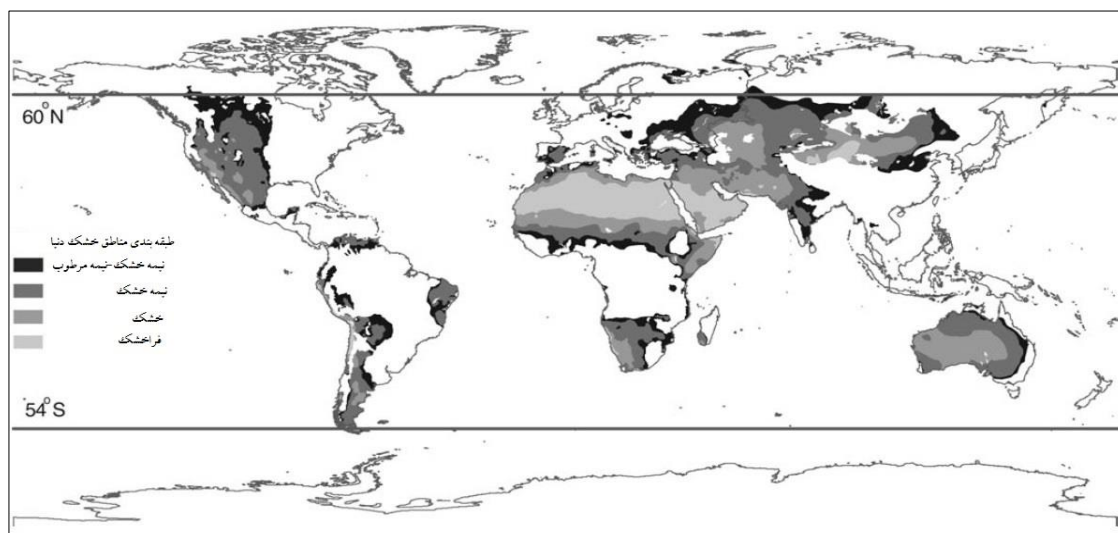 60°N
طبقه بندی مناطق خشک دنیا
نیمه خشک-نیمه مرطوب
نیمه خشک
خشک
فراخشک
54°S